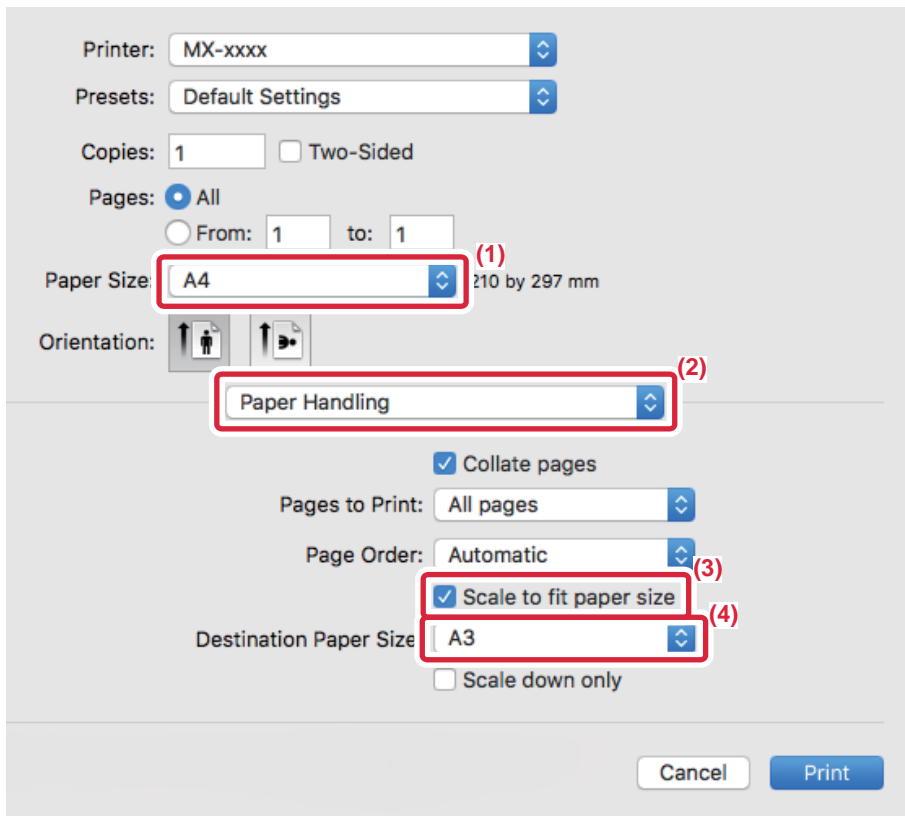 Printer: MX-xxxx
Presets: Default Settings
Copies: 1 Two-Sided
Pages: All
From: 1 to: 1
(1)
Paper Size: A4 210 by 297 mm
Orientation:
(2)
Paper Handling
Collate pages
Pages to Print: All pages
Page Order: Automatic
(3)
Scale to fit paper size
(4)
Destination Paper Size A3
Scale down only
Cancel Print